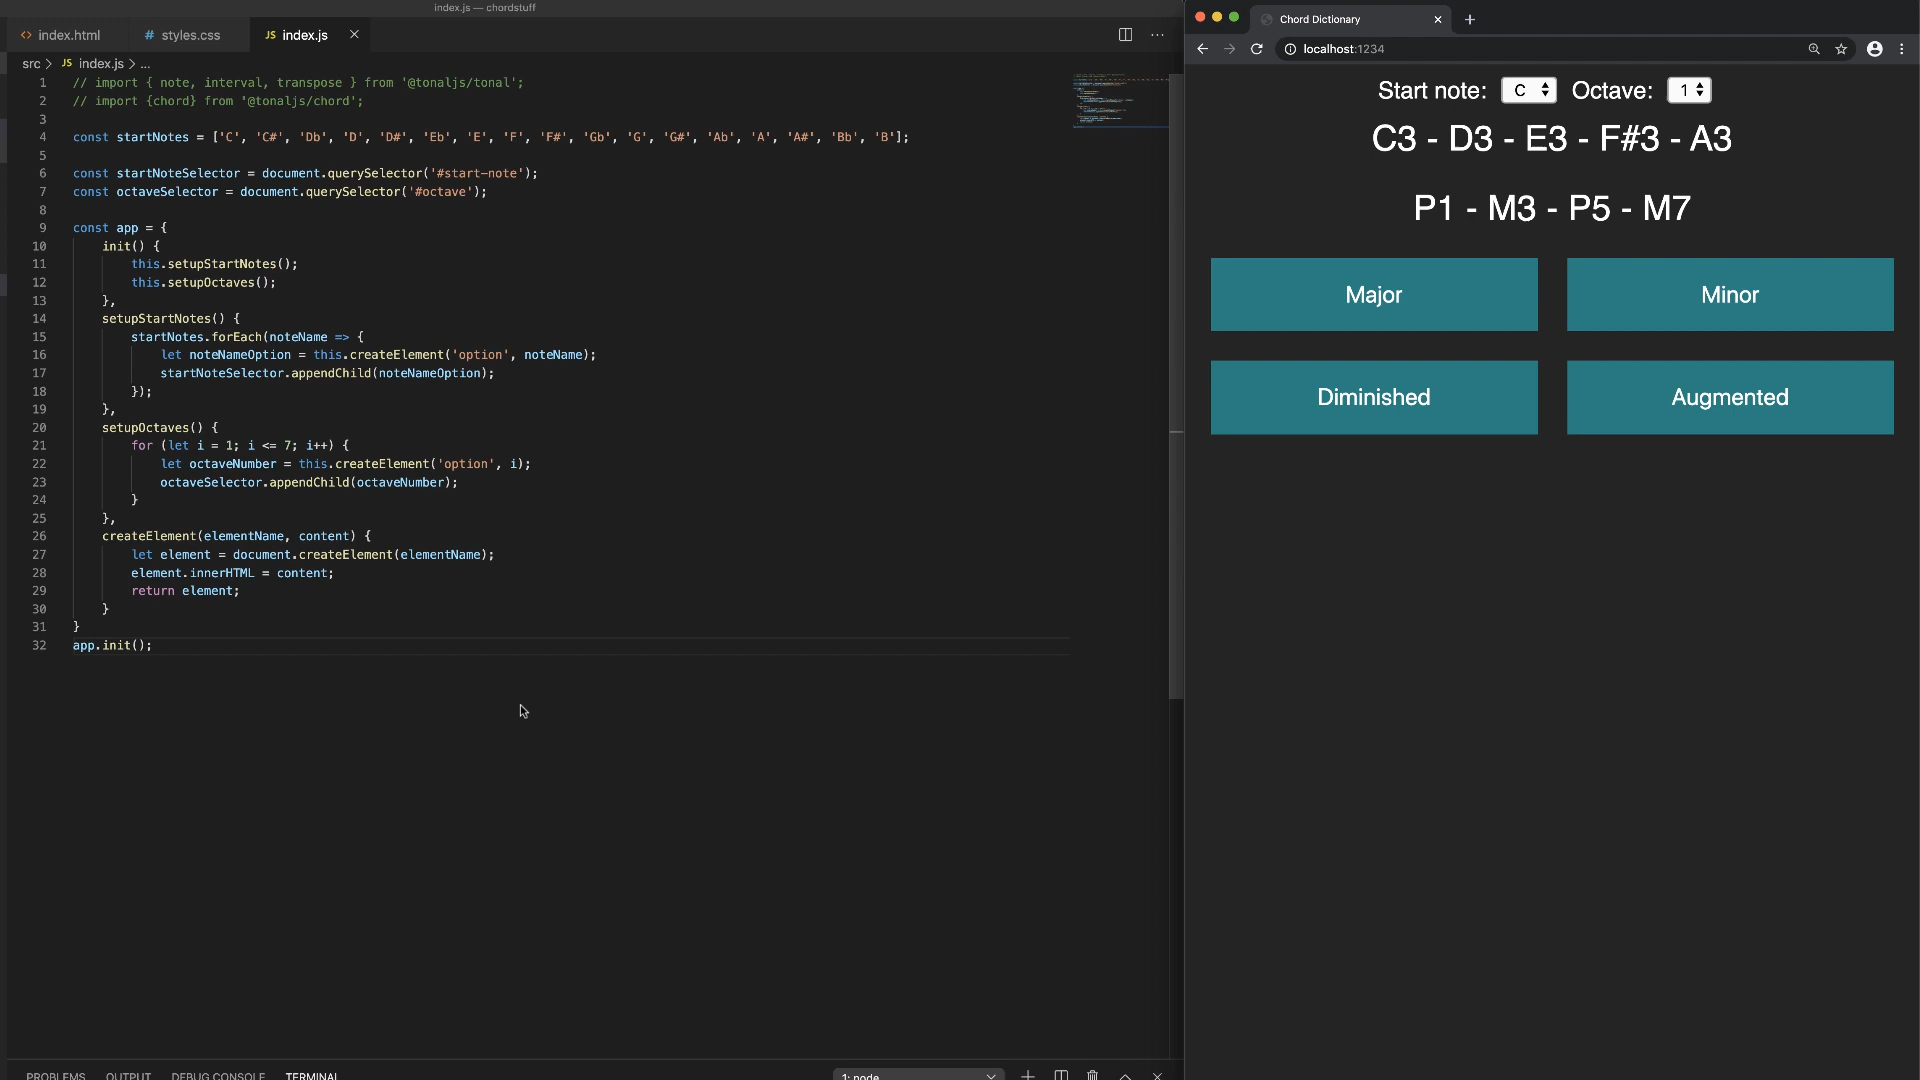 index.js — chordstuff
index.html
# styles.css
JS index.js
src > JS index.js > ...
1 // import { note, interval, transpose } from '@tonaljs/tonal';
2 // import {chord} from '@tonaljs/chord';
3
4 const startNotes = ['C', 'C#', 'Db', 'D', 'D#', 'Eb', 'E', 'F', 'F#', 'Gb', 'G', 'G#', 'Ab', 'A', 'A#', 'Bb', 'B'];
5
6 const startNoteSelector = document.querySelector('#start-note');
7 const octaveSelector = document.querySelector('#octave');
8
9 const app = {
10 init() {
11 this.setupStartNotes();
12 this.setupOctaves();
13 },
14 setupStartNotes() {
15 startNotes.forEach(noteName => {
16 let noteNameOption = this.createElement('option', noteName);
17 startNoteSelector.appendChild(noteNameOption);
18 });
19 },
20 setupOctaves() {
21 for (let i = 1; i <= 7; i++) {
22 let octaveNumber = this.createElement('option', i);
23 octaveSelector.appendChild(octaveNumber);
24 }
25 },
26 createElement(elementName, content) {
27 let element = document.createElement(elementName);
28 element.innerHTML = content;
29 return element;
30 }
31 }
32 app.init();
PROBLEMS OUTPUT DEBUG CONSOLE TERMINAL
1: node
Chord Dictionary
localhost:1234
Start note: C Octave: 1
C3 - D3 - E3 - F#3 - A3
P1 - M3 - P5 - M7
Major
Minor
Diminished
Augmented